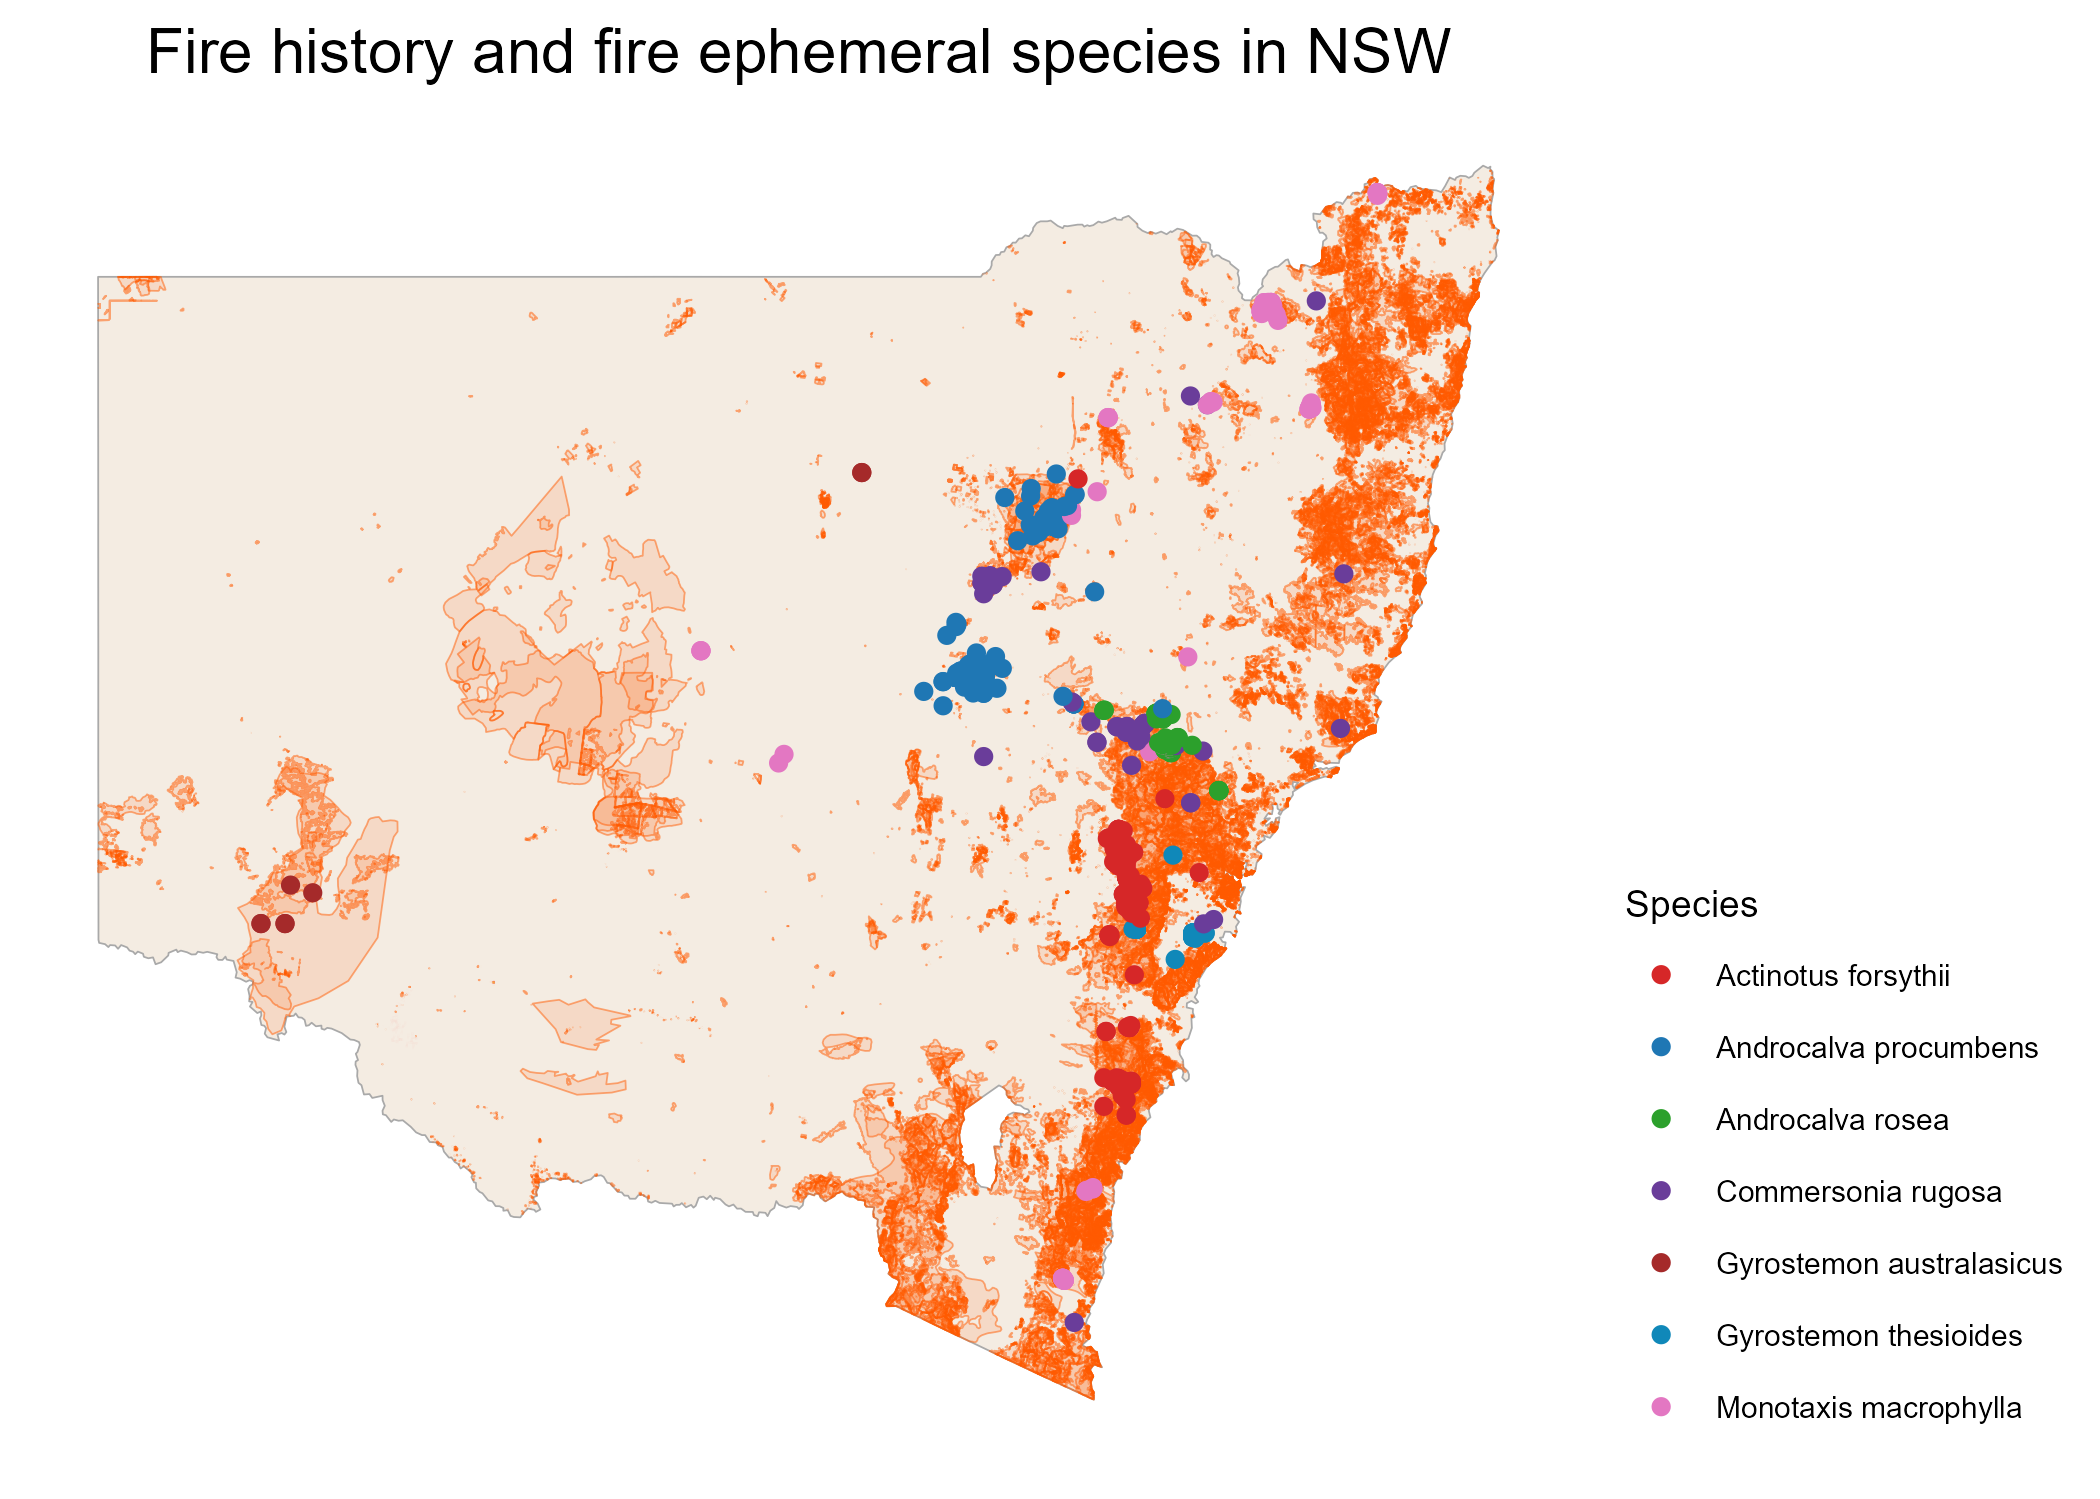 Fire history and fire ephemeral species in NSW
Species
Actinotus forsythii
Androcalva procumbens
Androcalva rosea
Commersonia rugosa
Gyrostemon australasicus
Gyrostemon thesioides
Monotaxis macrophylla